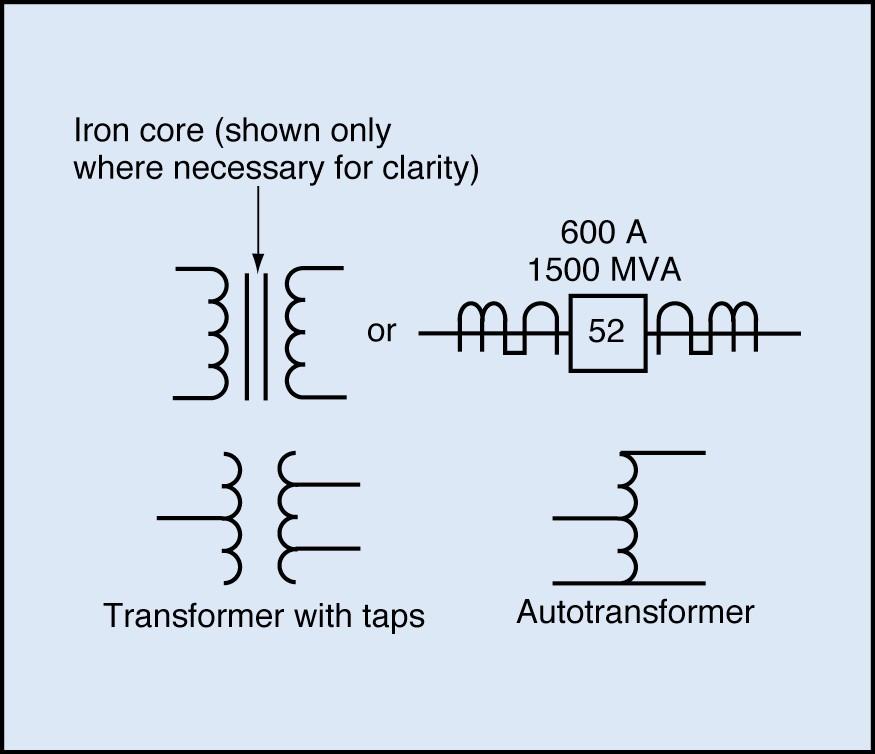 Iron core (shown only
where necessary for clarity)
600 A
1500 MVA
or
52
Transformer with taps
Autotransformer